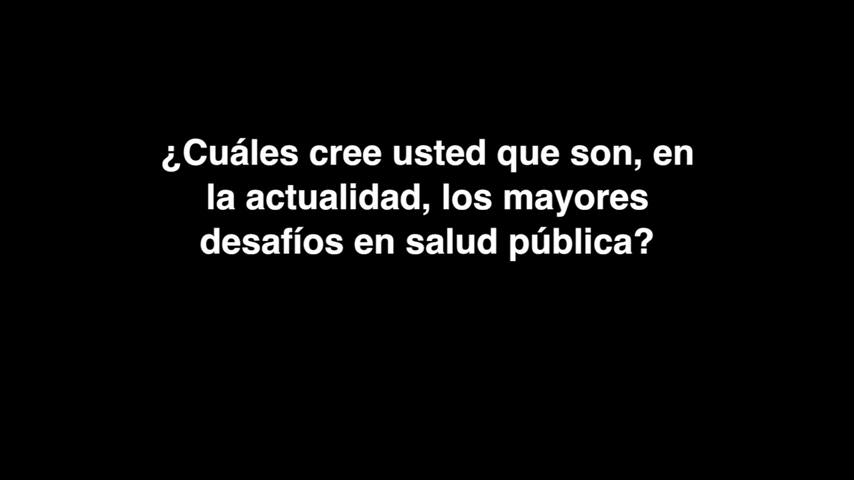 ¿Cuáles cree usted que son, en
la actualidad, los mayores
desafíos en salud pública?